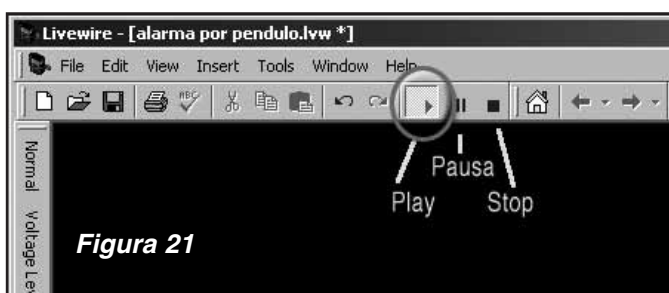 Livewire - [alarma por pendulo.lvw *]
File Edit View Insert Tools Window Help
ABC
Pausa
Play Stop
Normal
Voltage Lev
Figura 21